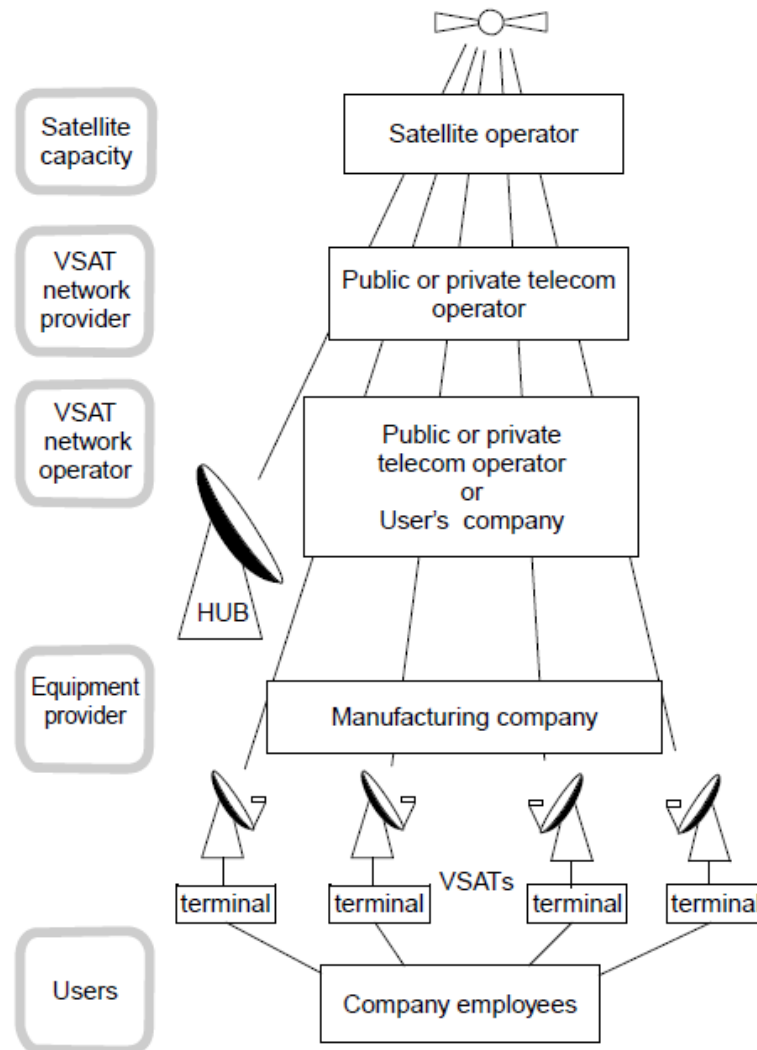 Satellite
capacity
Satellite operator
VSAT
network
provider
Public or private telecom
operator
VSAT
network
operator
Public or private
telecom operator
or
User's company
HUB
Equipment
provider
Manufacturing company
VSATs
terminal
terminal
terminal
terminal
Users
Company employees